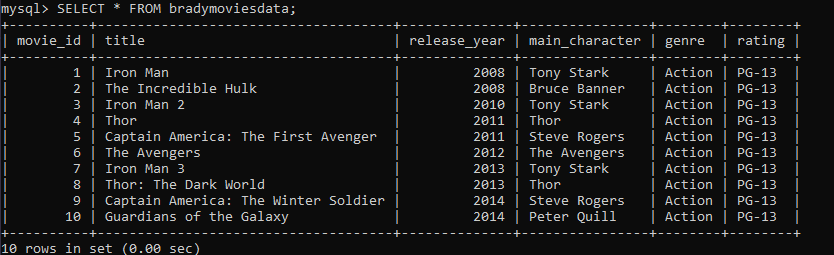 mysql> SELECT * FROM bradymoviesdata;
+----------+-------------------------------------+--------------+----------------+--------+--------+
| movie_id | title                               | release_year | main_character | genre  | rating |
+----------+-------------------------------------+--------------+----------------+--------+--------+
|        1 | Iron Man                            |         2008 | Tony Stark     | Action | PG-13  |
|        2 | The Incredible Hulk                 |         2008 | Bruce Banner   | Action | PG-13  |
|        3 | Iron Man 2                          |         2010 | Tony Stark     | Action | PG-13  |
|        4 | Thor                                |         2011 | Thor           | Action | PG-13  |
|        5 | Captain America: The First Avenger  |         2011 | Steve Rogers   | Action | PG-13  |
|        6 | The Avengers                        |         2012 | The Avengers   | Action | PG-13  |
|        7 | Iron Man 3                          |         2013 | Tony Stark     | Action | PG-13  |
|        8 | Thor: The Dark World                |         2013 | Thor           | Action | PG-13  |
|        9 | Captain America: The Winter Soldier |         2014 | Steve Rogers   | Action | PG-13  |
|       10 | Guardians of the Galaxy             |         2014 | Peter Quill    | Action | PG-13  |
+----------+-------------------------------------+--------------+----------------+--------+--------+
10 rows in set (0.00 sec)